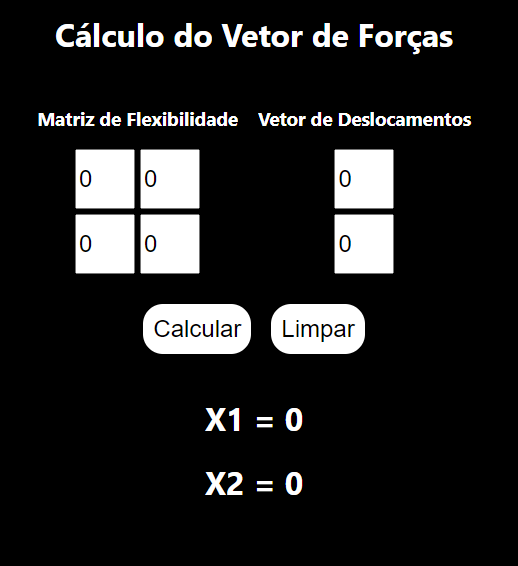 Cálculo do Vetor de Forças
Matriz de Flexibilidade Vetor de Deslocamentos
0 0 0
0 0 0
Calcular Limpar
X1 = 0
X2 = 0